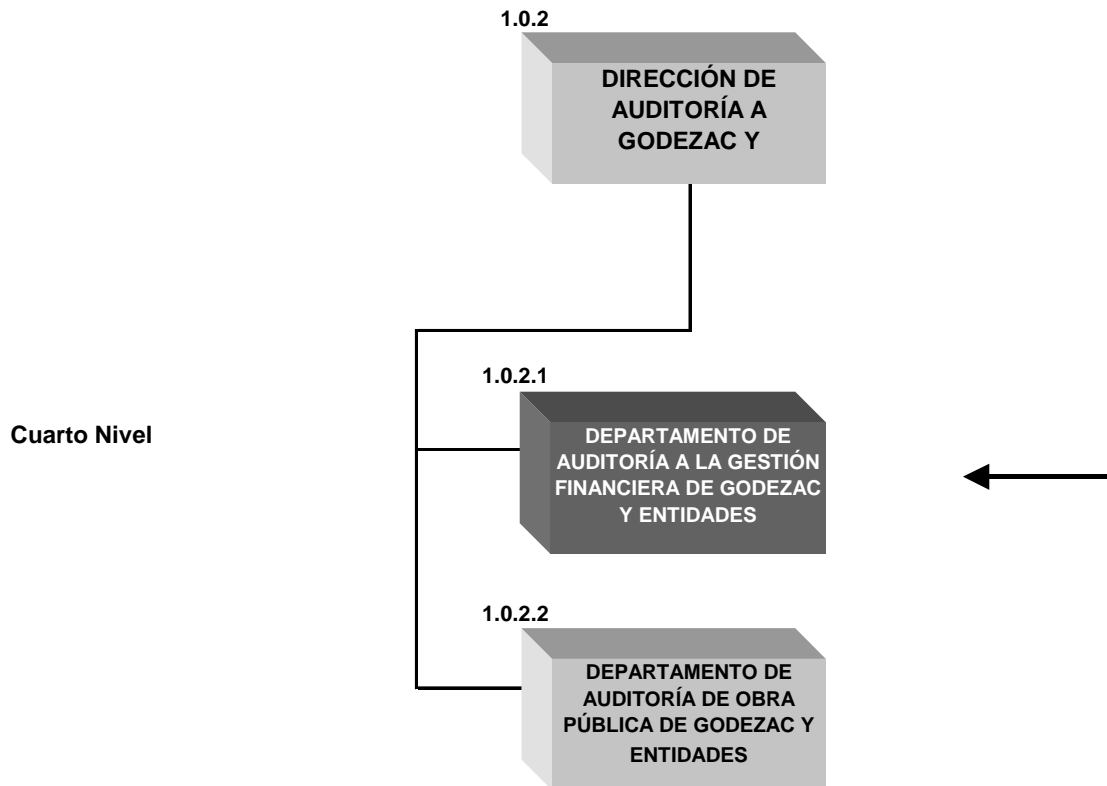 1.0.2
DIRECCIÓN DE
AUDITORÍA A
GODEZAC Y
1.0.2.1
Cuarto Nivel
DEPARTAMENTO DE
AUDITORÍA A LA GESTIÓN
FINANCIERA DE GODEZAC
Y ENTIDADES
1.0.2.2
DEPARTAMENTO DE
AUDITORÍA DE OBRA
PÚBLICA DE GODEZAC Y
ENTIDADES